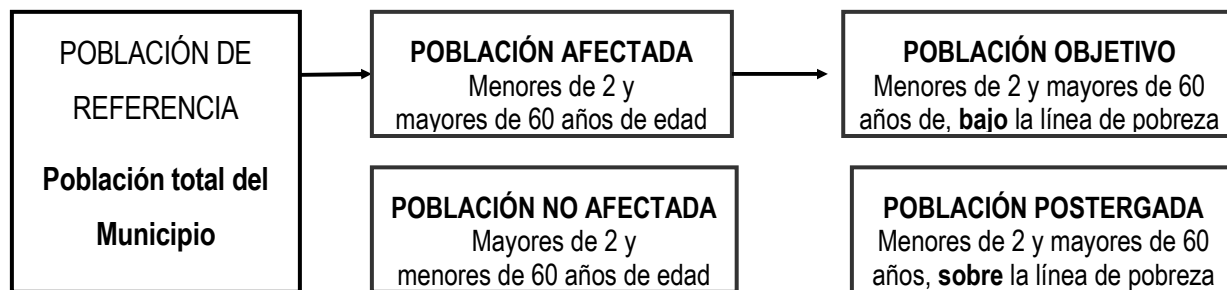 POBLACIÓN DE
REFERENCIA
Población total del
Municipio
POBLACIÓN AFECTADA
Menores de 2 y
mayores de 60 años de edad
POBLACIÓN OBJETIVO
Menores de 2 y mayores de 60
años de, bajo la línea de pobreza
POBLACIÓN NO AFECTADA
Mayores de 2 y
menores de 60 años de edad
POBLACIÓN POSTERGADA
Menores de 2 y mayores de 60
años, sobre la línea de pobreza